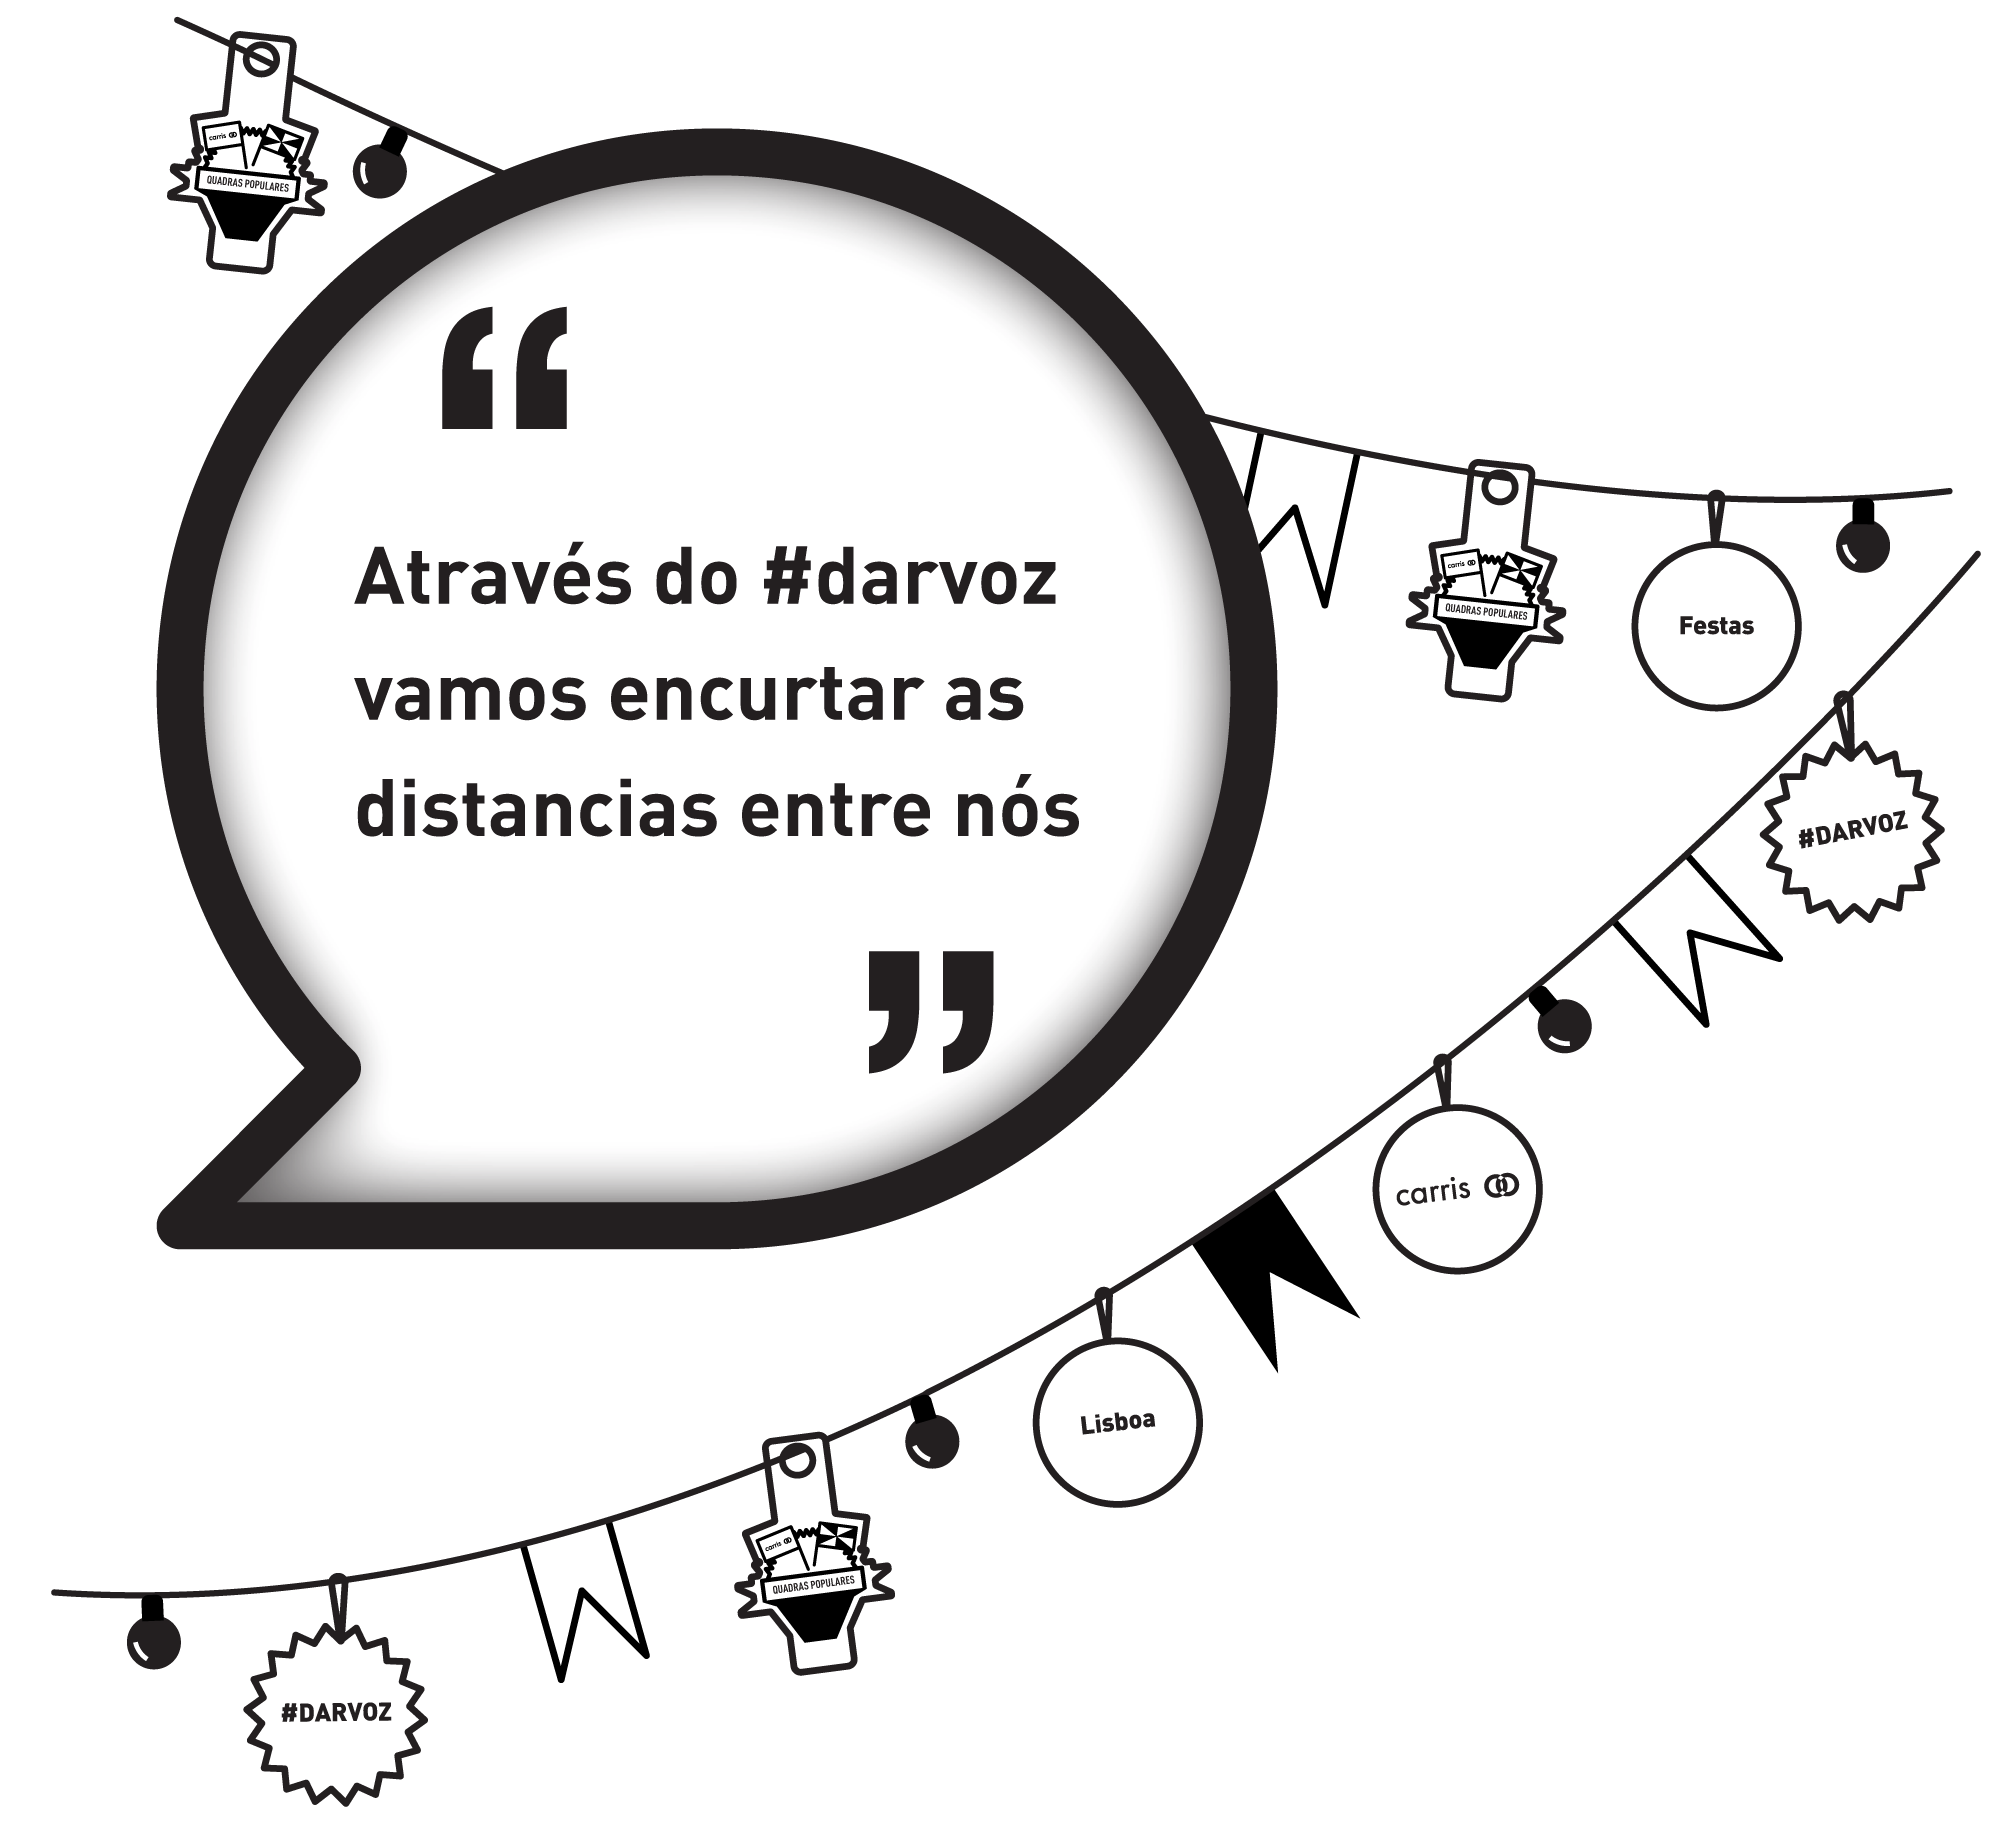 carris
QUADRAS POPULARES
“
Através do #darvoz
vamos encurtar as
distancias entre nós
”
carris
QUADRAS POPULARES
Festas
#DARVOZ
carris
Lisboa
carris
QUADRAS POPULARES
#DARVOZ